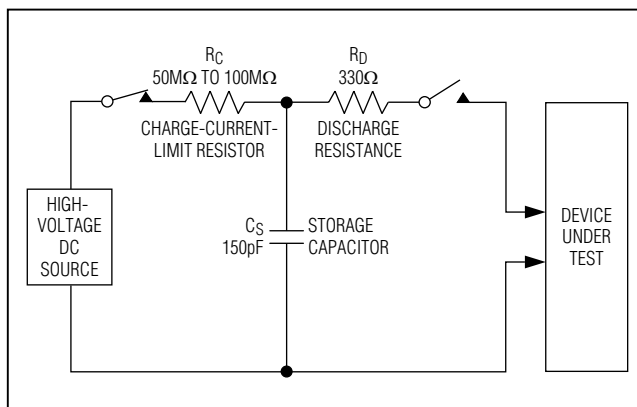 R_C
50MΩ TO 100MΩ
CHARGE-CURRENT-
LIMIT RESISTOR
R_D
330Ω
DISCHARGE
RESISTANCE
HIGH-
VOLTAGE
DC
SOURCE
C_S
150pF
STORAGE
CAPACITOR
DEVICE
UNDER
TEST